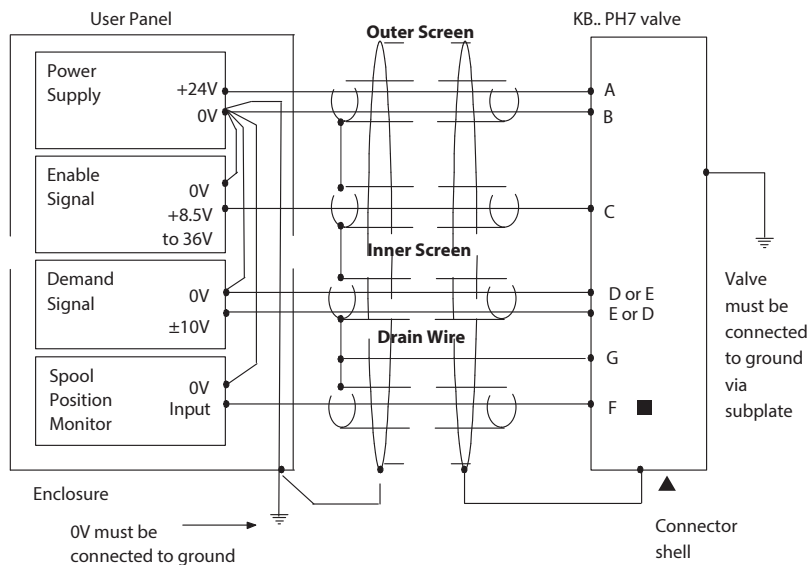 User Panel
Outer Screen
KB.. PH7 valve
Power
Supply
+24V
0V
A
B
Enable
Signal
0V
+8.5V
to 36V
C
Inner Screen
Demand
Signal
0V
±10V
D or E
E or D
Drain Wire
G
Spool
Position
Monitor
0V
Input
F
Valve
must be
connected
to ground
via
subplate
Enclosure
0V must be
connected to ground
Connector
shell